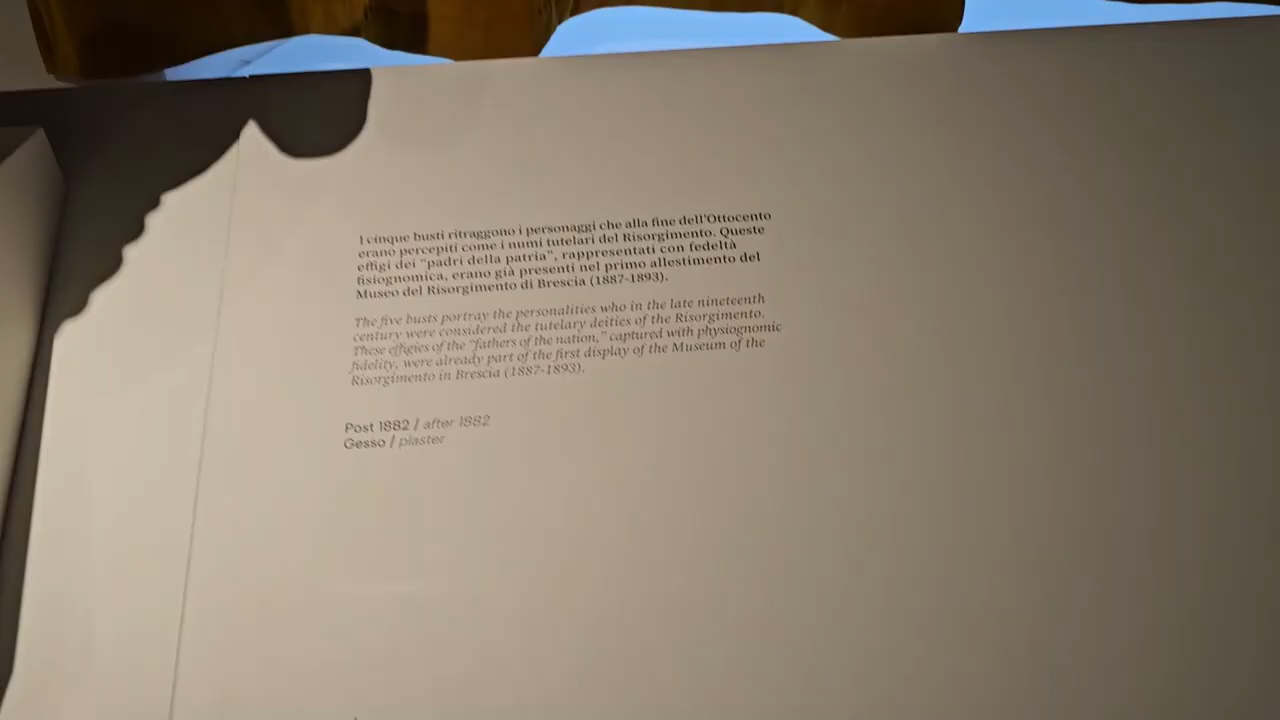 I cinque busti ritraggono i personaggi che alla fine dell'Ottocento
erano percepiti come i numi tutelari del Risorgimento. Queste
effigi dei "padri della patria", rappresentati con fedeltà
fisiognomica, erano già presenti nel primo allestimento del
Museo del Risorgimento di Brescia (1887-1893).
The five busts portray the personalities who in the late nineteenth
century were considered the tutelary deities of the Risorgimento.
These effigies of the "fathers of the nation," captured with physiognomic
fidelity, were already part of the first display of the Museum of the
Risorgimento in Brescia (1887-1893).
Post 1882 / after 1882
Gesso / plaster